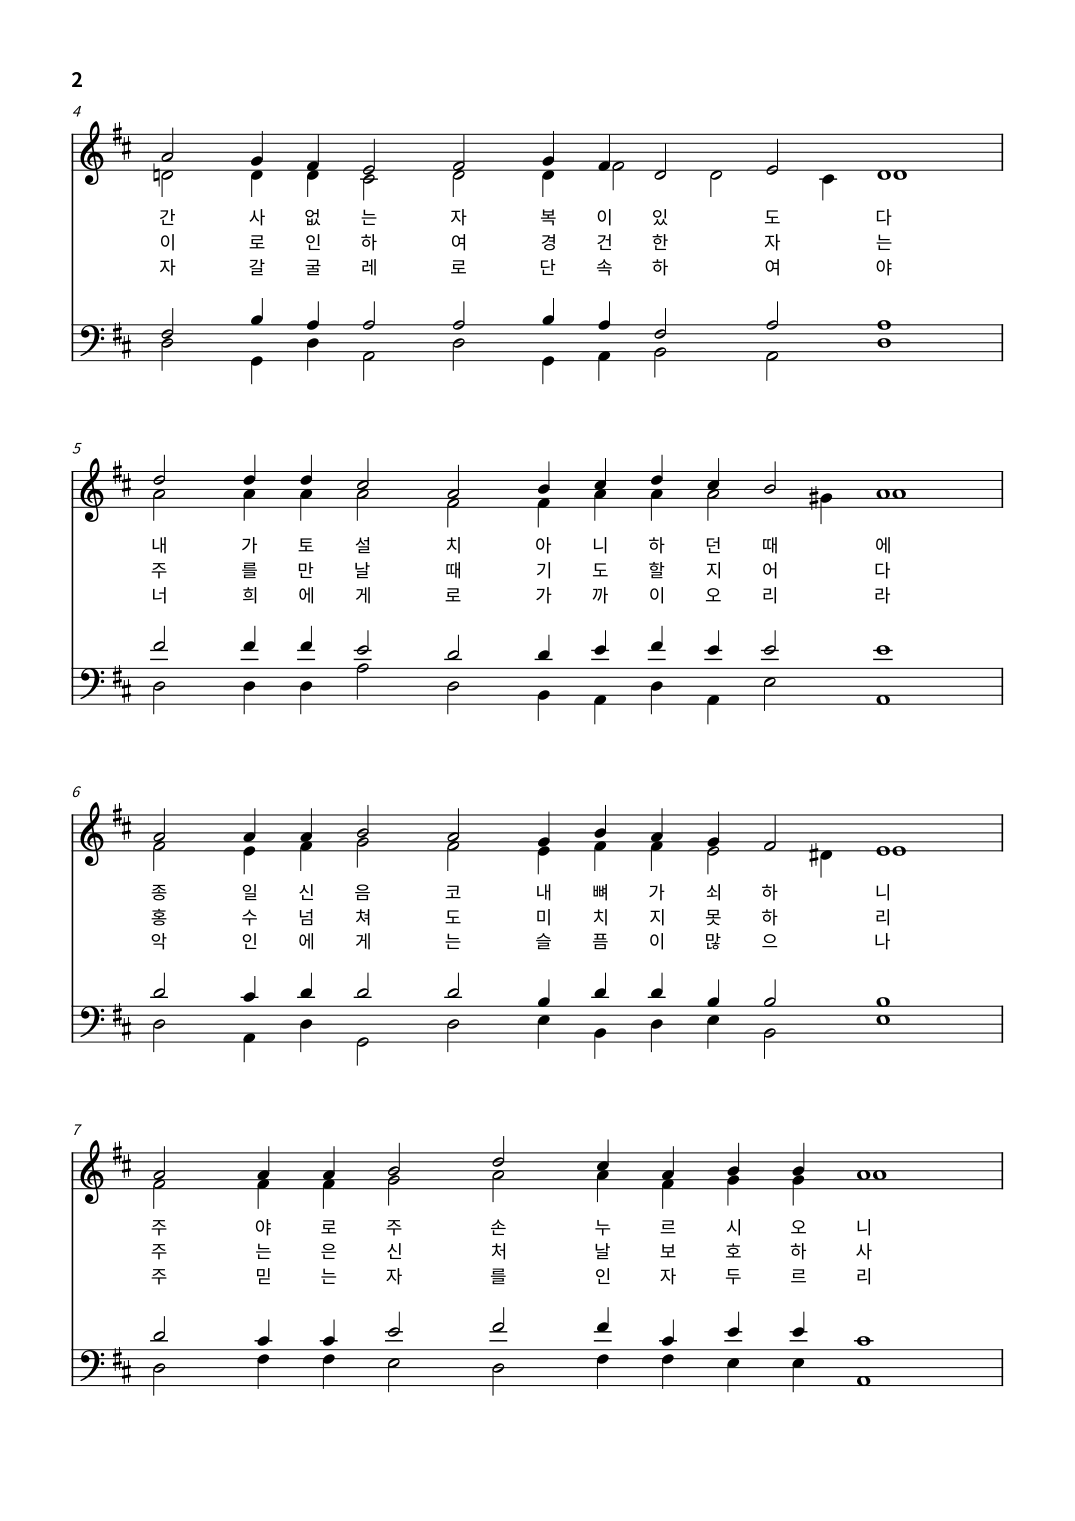 2
4
간 사 없 는 자 복 이 있 도 다
이 로 인 하 여 경 건 한 자 는
자 갈 굴 레 로 단 속 하 여 야
5
내 가 토 설 치 아 니 하 던 때 에
주 를 만 날 때 기 도 할 지 어 다
너 희 에 게 로 가 까 이 오 리 라
6
종 일 신 음 코 내 뼈 가 쇠 하 니
홍 수 넘 쳐 도 미 치 지 못 하 리
악 인 에 게 는 슬 픔 이 많 으 나
7
주 야 로 주 손 누 르 시 오 니
주 는 은 신 처 날 보 호 하 사
주 믿 는 자 를 인 자 두 르 리